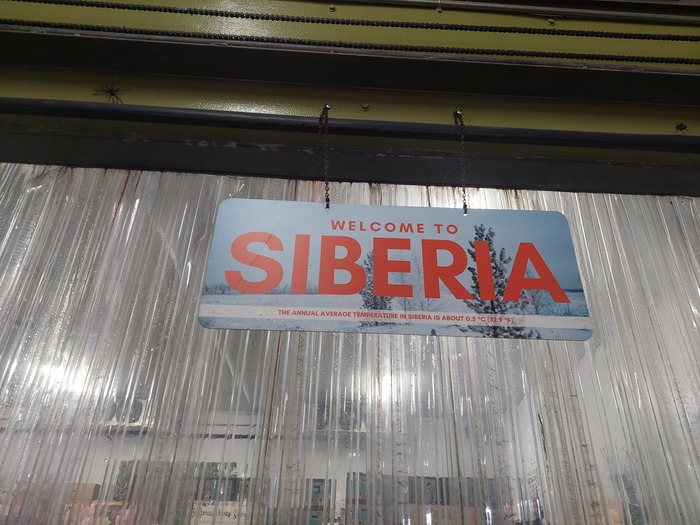 WELCOME TO
SIBERIA
THE ANNUAL AVERAGE TEMPERATURE IN SIBERIA IS ABOUT 0.5 °C (32.9 °F).